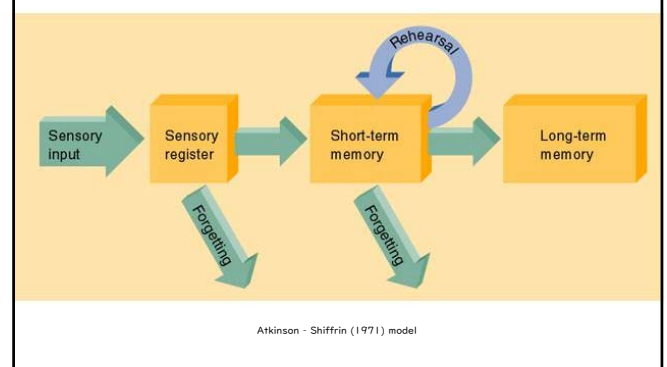 Rehearsal
Sensory
input
Sensory
register
Short-term
memory
Long-term
memory
Forgetting
Forgetting
Atkinson - Shiffrin (1971) model